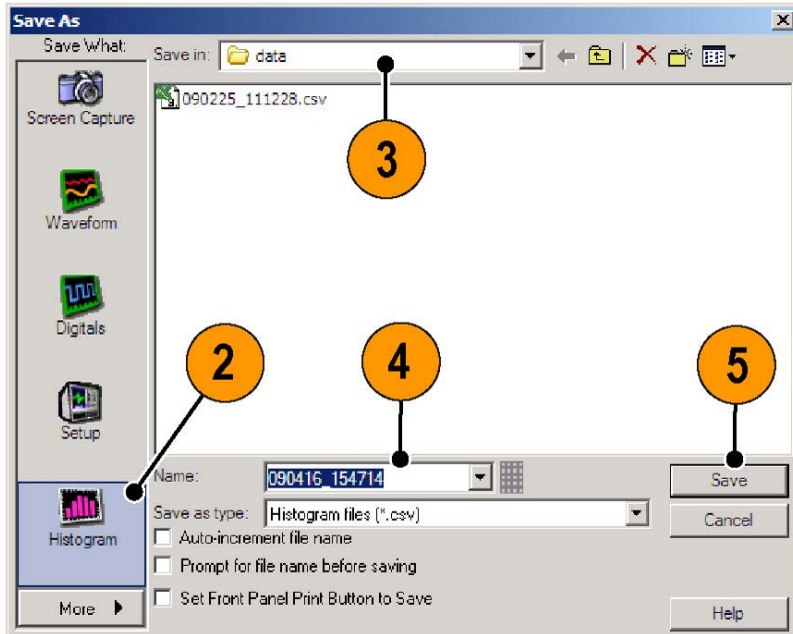 Save As
Save What:
Screen Capture
Waveform
Digitals
Setup
Histogram
More
Save in: data
090225_111228.csv
3
2
4
5
Name: 090416_154714
Save as type: Histogram files (*.csv)
Auto-increment file name
Prompt for file name before saving
Set Front Panel Print Button to Save
Save
Cancel
Help